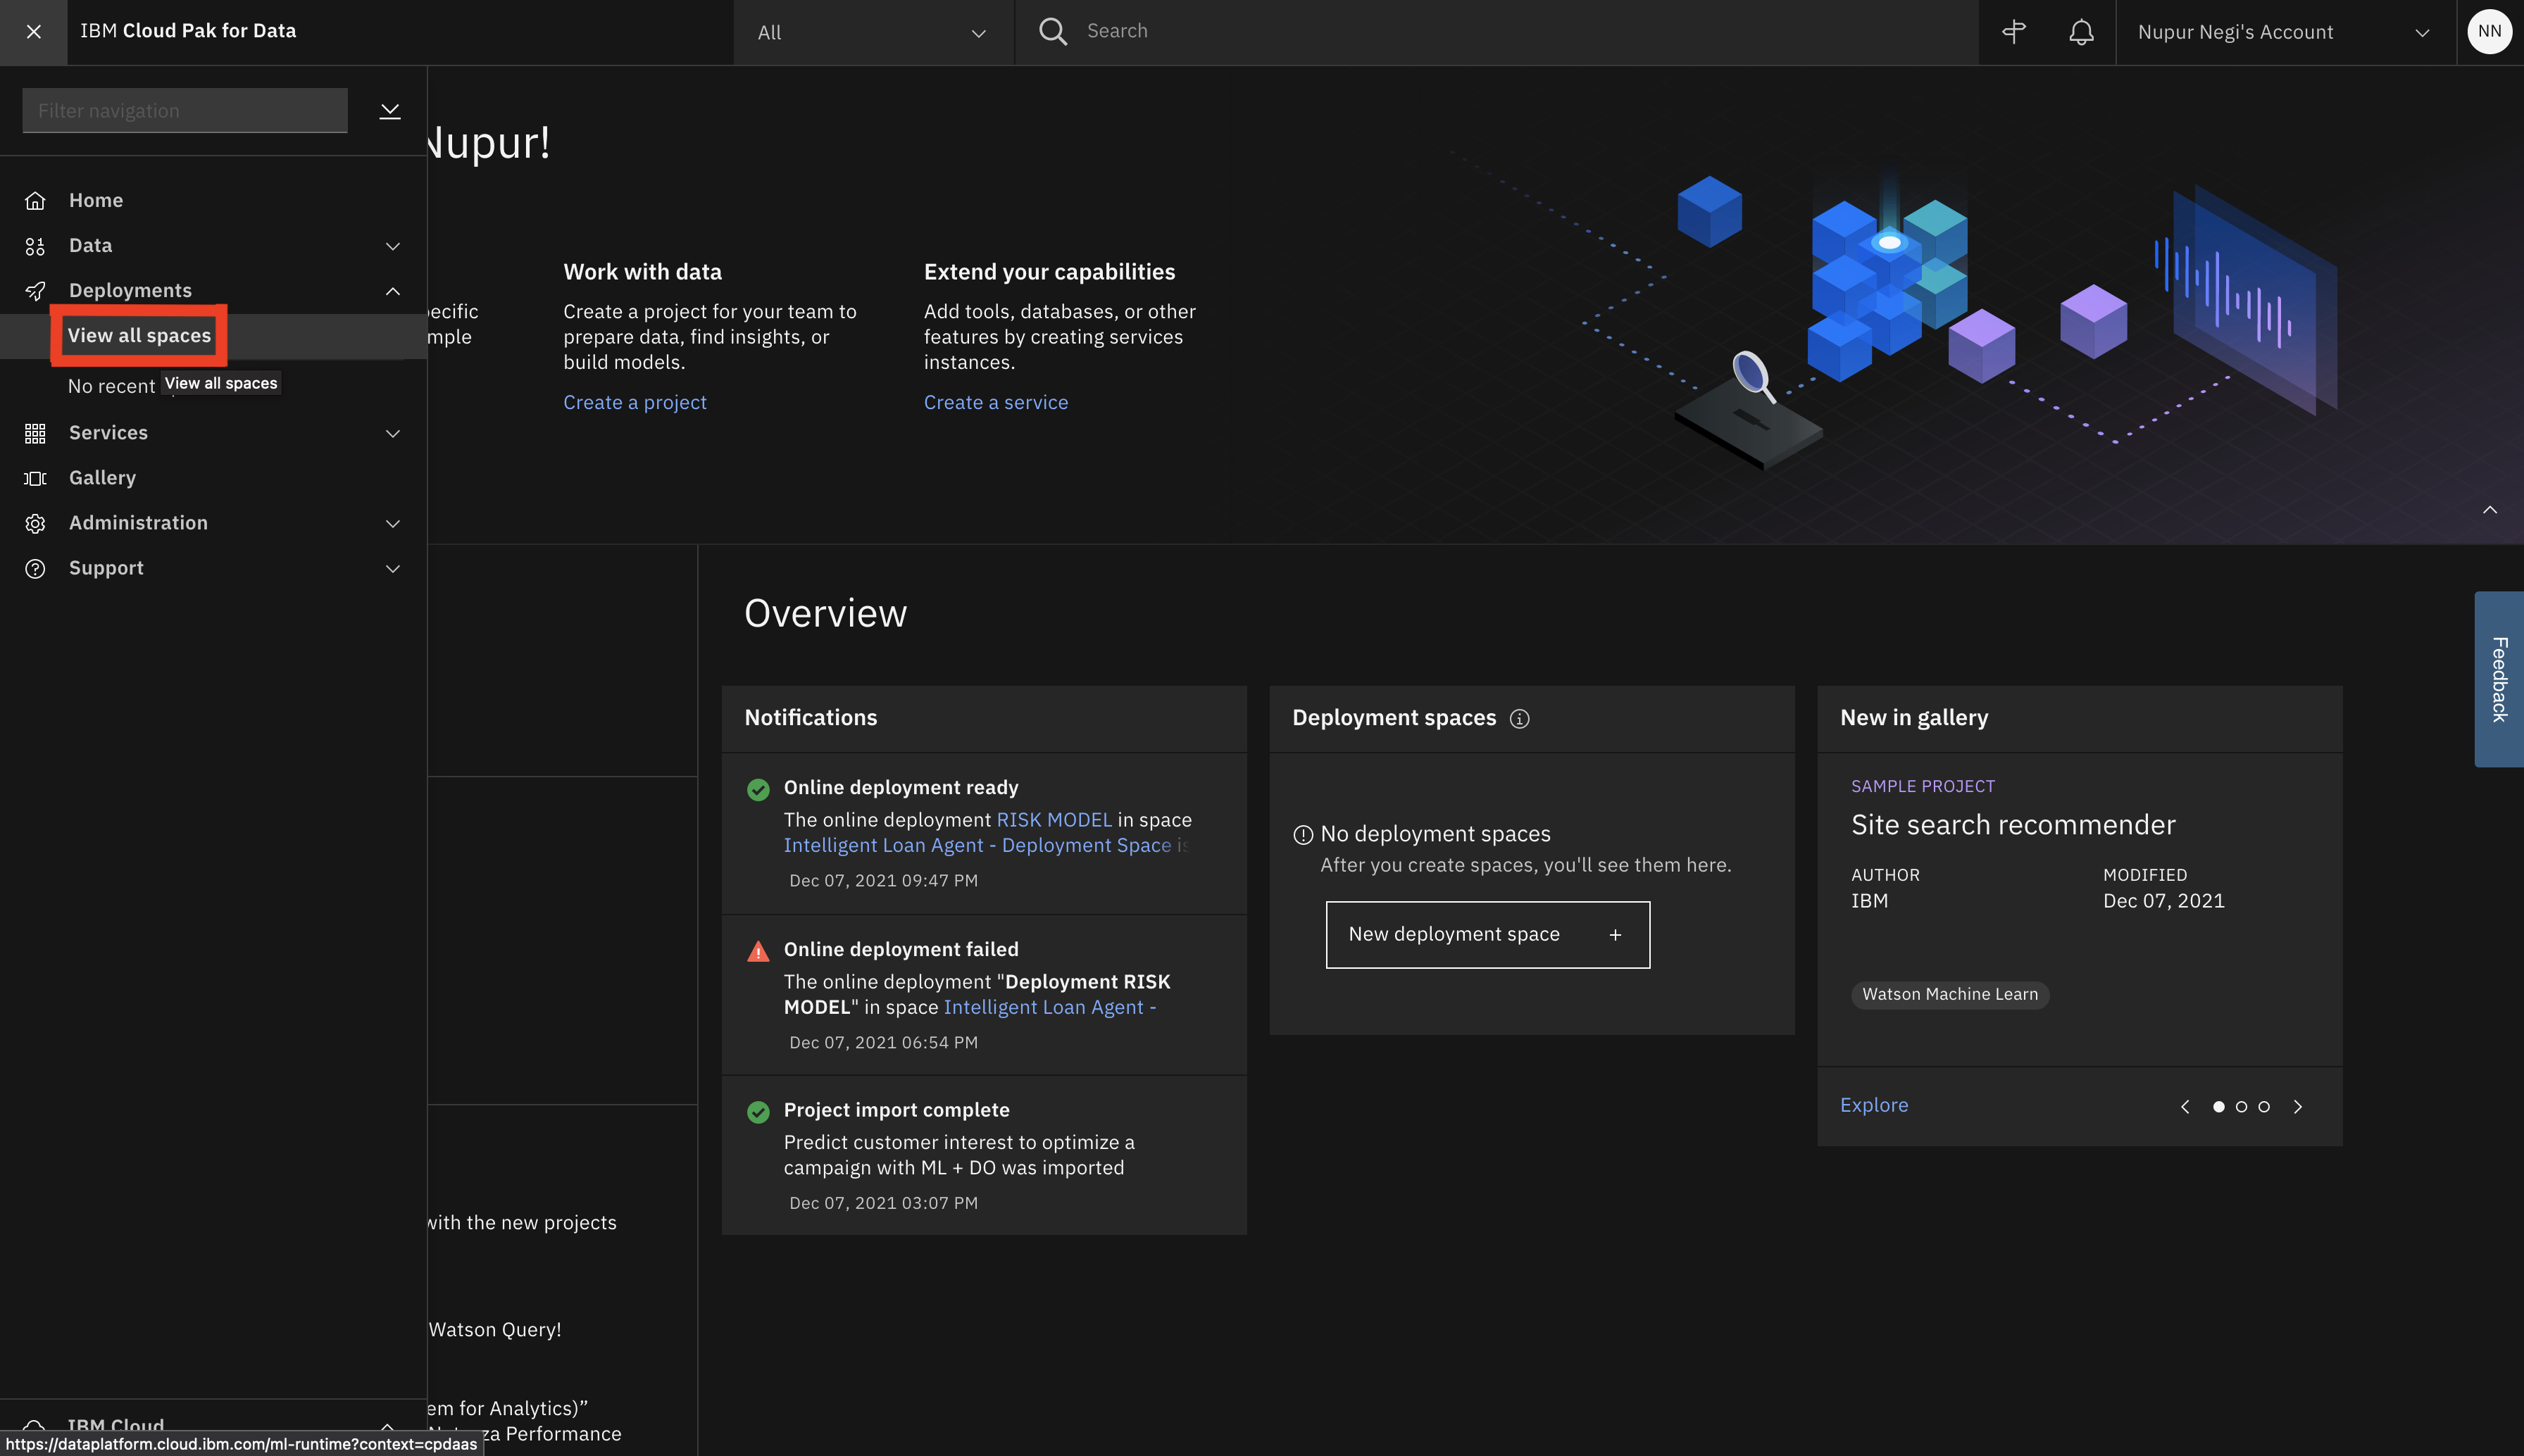 IBM Cloud Pak for Data
All
Search
Nupur Negi's Account
NN
Filter navigation
Home
Data
Deployments
View all spaces
No recent
View all spaces
Services
Gallery
Administration
Support
IBM Cloud
https://dataplatform.cloud.ibm.com/ml-runtime?context=cpdaas
Nupur!
ecific
mple
Work with data
Create a project for your team to
prepare data, find insights, or
build models.
Create a project
Extend your capabilities
Add tools, databases, or other
features by creating services
instances.
Create a service
with the new projects
Watson Query!
em for Analytics)”
za Performance
Overview
Notifications
Online deployment ready
The online deployment RISK MODEL in space
Intelligent Loan Agent - Deployment Space is
Dec 07, 2021 09:47 PM
Online deployment failed
The online deployment "Deployment RISK
MODEL" in space Intelligent Loan Agent -
Dec 07, 2021 06:54 PM
Project import complete
Predict customer interest to optimize a
campaign with ML + DO was imported
Dec 07, 2021 03:07 PM
Deployment spaces
No deployment spaces
After you create spaces, you'll see them here.
New deployment space +
New in gallery
SAMPLE PROJECT
Site search recommender
AUTHOR
IBM
MODIFIED
Dec 07, 2021
Watson Machine Learn
Explore
Feedback